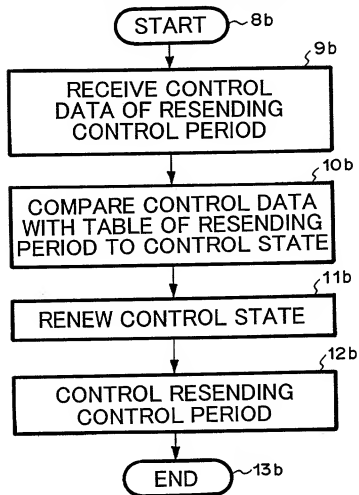 START
8b
9b
RECEIVE CONTROL
DATA OF RESENDING
CONTROL PERIOD
10b
COMPARE CONTROL DATA
WITH TABLE OF RESENDING
PERIOD TO CONTROL STATE
11b
RENEW CONTROL STATE
12b
CONTROL RESENDING
CONTROL PERIOD
END
13b